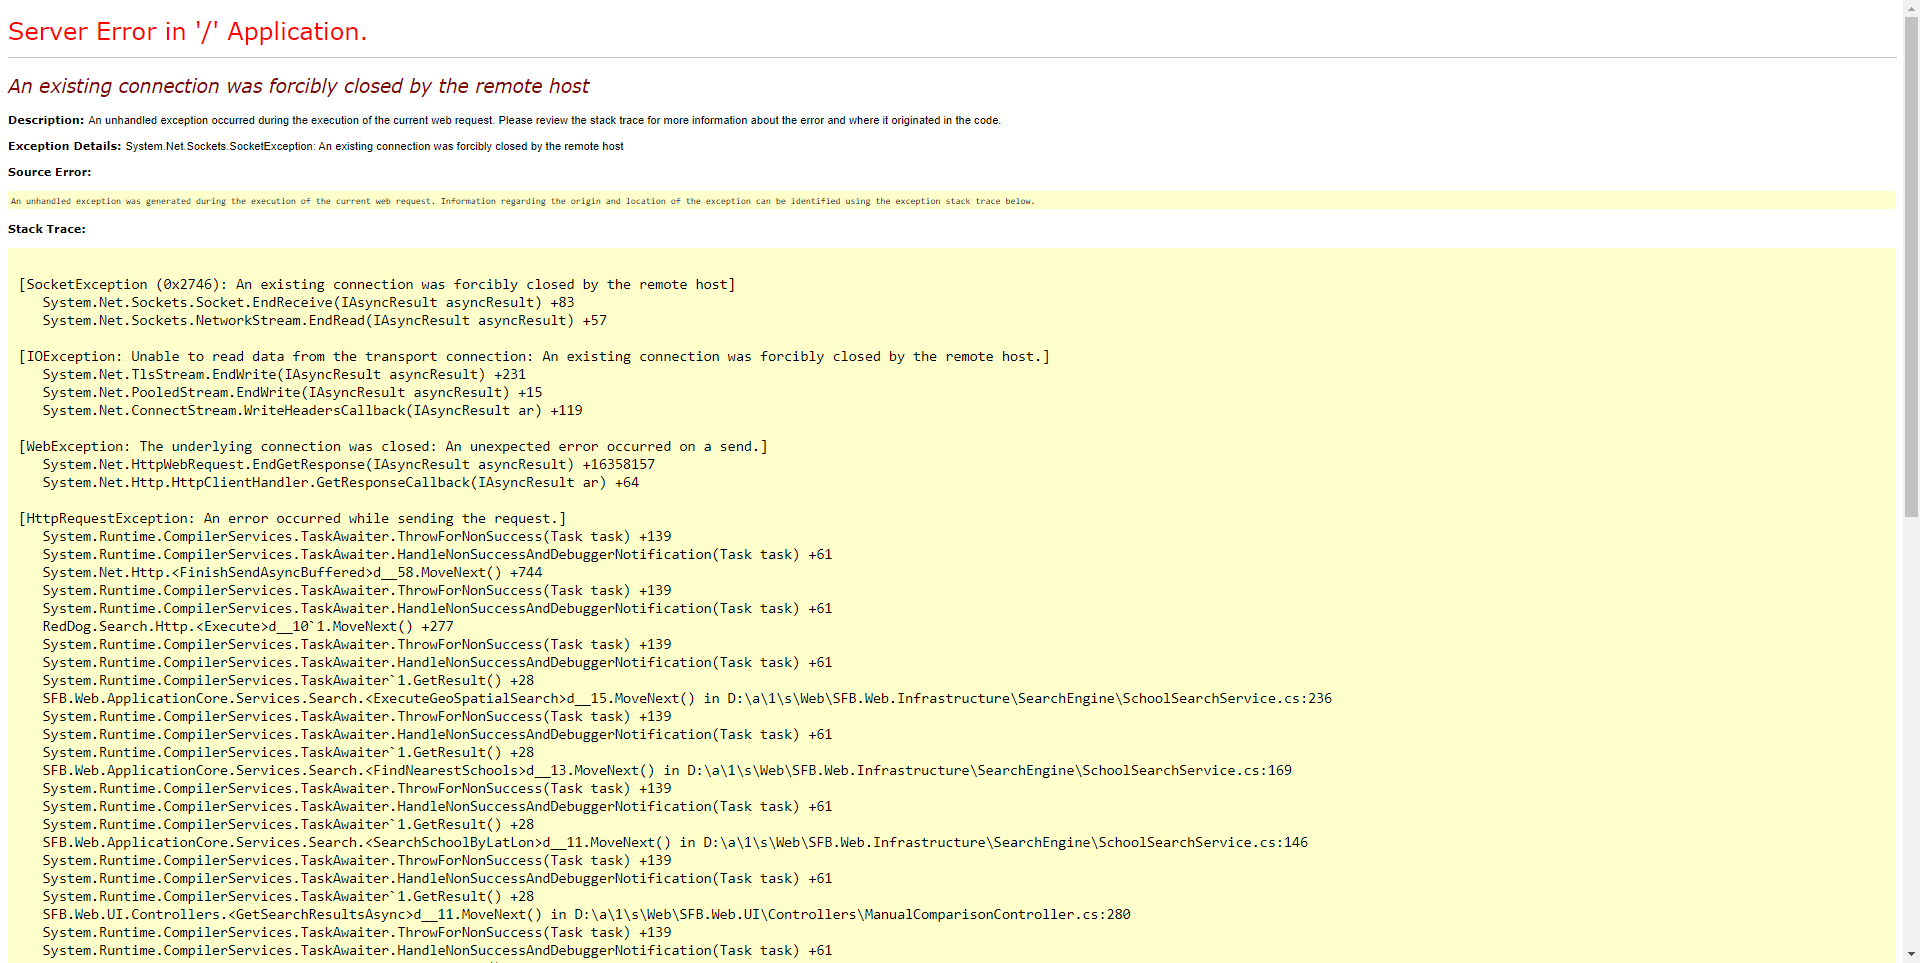 Server Error in '/' Application.
An existing connection was forcibly closed by the remote host
Description: An unhandled exception occurred during the execution of the current web request. Please review the stack trace for more information about the error and where it originated in the code.
Exception Details: System.Net.Sockets.SocketException: An existing connection was forcibly closed by the remote host
Source Error:
An unhandled exception was generated during the execution of the current web request. Information regarding the origin and location of the exception can be identified using the exception stack trace below.
Stack Trace:
[SocketException (0x2746): An existing connection was forcibly closed by the remote host]
System.Net.Sockets.Socket.EndReceive(IAsyncResult asyncResult) +83
System.Net.Sockets.NetworkStream.EndRead(IAsyncResult asyncResult) +57
[IOException: Unable to read data from the transport connection: An existing connection was forcibly closed by the remote host.]
System.Net.TlsStream.EndWrite(IAsyncResult asyncResult) +231
System.Net.PooledStream.EndWrite(IAsyncResult asyncResult) +15
System.Net.ConnectStream.WriteHeadersCallback(IAsyncResult ar) +119
[WebException: The underlying connection was closed: An unexpected error occurred on a send.]
System.Net.HttpWebRequest.EndGetResponse(IAsyncResult asyncResult) +16358157
System.Net.Http.HttpClientHandler.GetResponseCallback(IAsyncResult ar) +64
[HttpRequestException: An error occurred while sending the request.]
System.Runtime.CompilerServices.TaskAwaiter.ThrowForNonSuccess(Task task) +139
System.Runtime.CompilerServices.TaskAwaiter.HandleNonSuccessAndDebuggerNotification(Task task) +61
System.Net.Http.<FinishSendAsyncBuffered>d__58.MoveNext() +744
System.Runtime.CompilerServices.TaskAwaiter.ThrowForNonSuccess(Task task) +139
System.Runtime.CompilerServices.TaskAwaiter.HandleNonSuccessAndDebuggerNotification(Task task) +61
RedDog.Search.Http.<Execute>d__10`1.MoveNext() +277
System.Runtime.CompilerServices.TaskAwaiter.ThrowForNonSuccess(Task task) +139
System.Runtime.CompilerServices.TaskAwaiter.HandleNonSuccessAndDebuggerNotification(Task task) +61
System.Runtime.CompilerServices.TaskAwaiter`1.GetResult() +28
SFB.Web.ApplicationCore.Services.Search.<ExecuteGeoSpatialSearch>d__15.MoveNext() in D:\a\1\s\Web\SFB.Web.Infrastructure\SearchEngine\SchoolSearchService.cs:236
System.Runtime.CompilerServices.TaskAwaiter.ThrowForNonSuccess(Task task) +139
System.Runtime.CompilerServices.TaskAwaiter.HandleNonSuccessAndDebuggerNotification(Task task) +61
System.Runtime.CompilerServices.TaskAwaiter`1.GetResult() +28
SFB.Web.ApplicationCore.Services.Search.<FindNearestSchools>d__13.MoveNext() in D:\a\1\s\Web\SFB.Web.Infrastructure\SearchEngine\SchoolSearchService.cs:169
System.Runtime.CompilerServices.TaskAwaiter.ThrowForNonSuccess(Task task) +139
System.Runtime.CompilerServices.TaskAwaiter.HandleNonSuccessAndDebuggerNotification(Task task) +61
System.Runtime.CompilerServices.TaskAwaiter`1.GetResult() +28
SFB.Web.ApplicationCore.Services.Search.<SearchSchoolByLatLon>d__11.MoveNext() in D:\a\1\s\Web\SFB.Web.Infrastructure\SearchEngine\SchoolSearchService.cs:146
System.Runtime.CompilerServices.TaskAwaiter.ThrowForNonSuccess(Task task) +139
System.Runtime.CompilerServices.TaskAwaiter.HandleNonSuccessAndDebuggerNotification(Task task) +61
System.Runtime.CompilerServices.TaskAwaiter`1.GetResult() +28
SFB.Web.UI.Controllers.<GetSearchResultsAsync>d__11.MoveNext() in D:\a\1\s\Web\SFB.Web.UI\Controllers\ManualComparisonController.cs:280
System.Runtime.CompilerServices.TaskAwaiter.ThrowForNonSuccess(Task task) +139
System.Runtime.CompilerServices.TaskAwaiter.HandleNonSuccessAndDebuggerNotification(Task task) +61